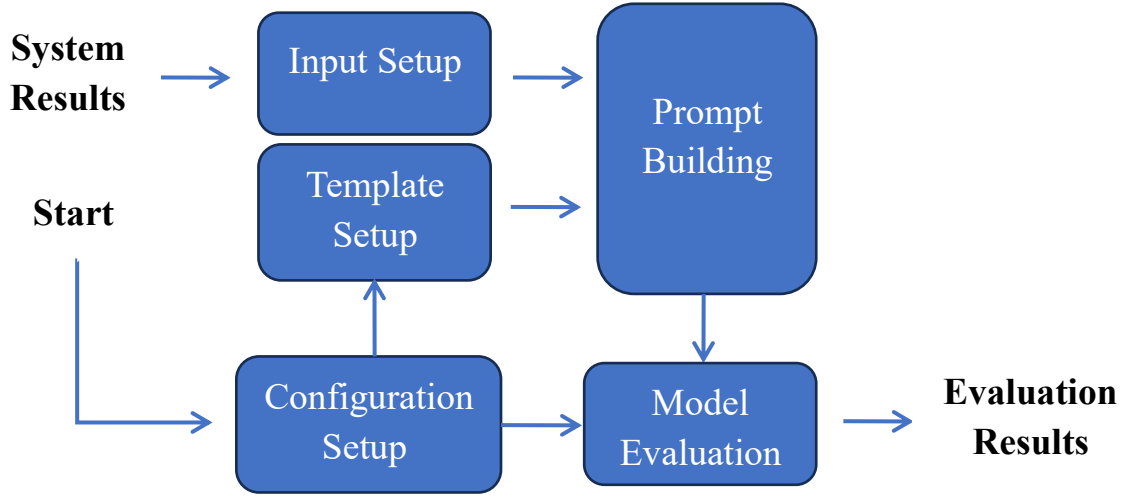 System
Results
Input Setup
Prompt
Building
Template
Setup
Start
Configuration
Setup
Model
Evaluation
Evaluation
Results